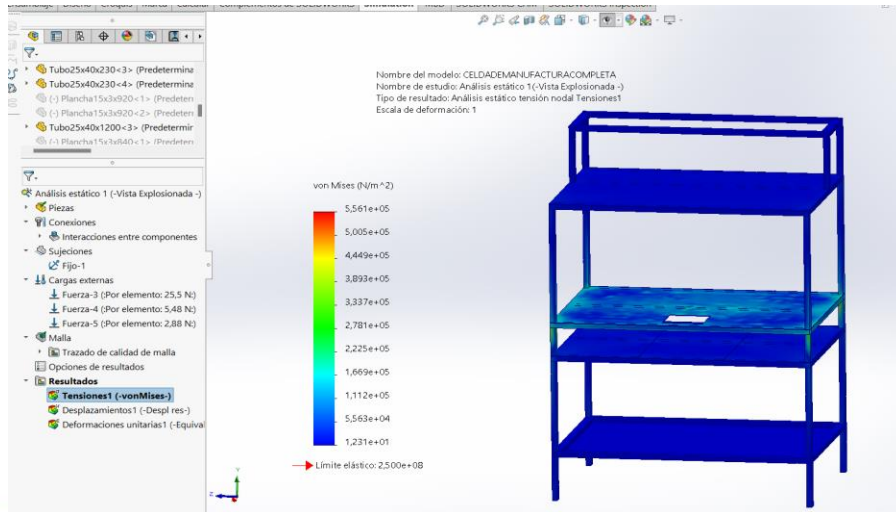 Simulation
Tubo25x40x230<3> (Predetermina
Tubo25x40x230<4> (Predetermina
(-) Plancha15x3x920<1> (Predeten
(-) Plancha15x3x920<2> (Predeten
Tubo25x40x1200<3> (Predetermir
(-) Plancha15x3x840<1> (Predeten
Análisis estático 1 (-Vista Explosionada -)
Piezas
Conexiones
Interacciones entre componentes
Sujeciones
Fijo-1
Cargas externas
Fuerza-3 (:Por elemento: 25,5 N:)
Fuerza-4 (:Por elemento: 5,48 N:)
Fuerza-5 (:Por elemento: 2,88 N:)
Malla
Trazado de calidad de malla
Opciones de resultados
Resultados
Tensiones1 (-vonMises-)
Desplazamientos1 (-Despl res-)
Deformaciones unitarias1 (-Equival
Nombre del modelo: CELDADEMANUFACTURACOMPLETA
Nombre de estudio: Análisis estático 1(-Vista Explosionada -)
Tipo de resultado: Análisis estático tensión nodal Tensiones1
Escala de deformación: 1
von Mises (N/m^2)
5,561e+05
5,005e+05
4,449e+05
3,893e+05
3,337e+05
2,781e+05
2,225e+05
1,669e+05
1,112e+05
5,563e+04
1,231e+01
Límite elástico: 2,500e+08
Y
Z